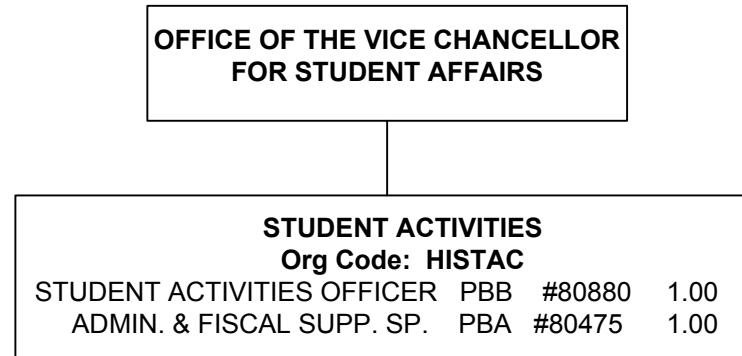 OFFICE OF THE VICE CHANCELLOR
FOR STUDENT AFFAIRS
STUDENT ACTIVITIES
Org Code: HISTAC
STUDENT ACTIVITIES OFFICER PBB #80880 1.00
ADMIN. & FISCAL SUPP. SP. PBA #80475 1.00